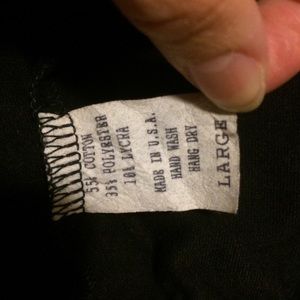 55% COTTON
35% POLYESTER
10% LYCRA
MADE IN U.S.A.
HAND WASH
HANG DRY
LARGE